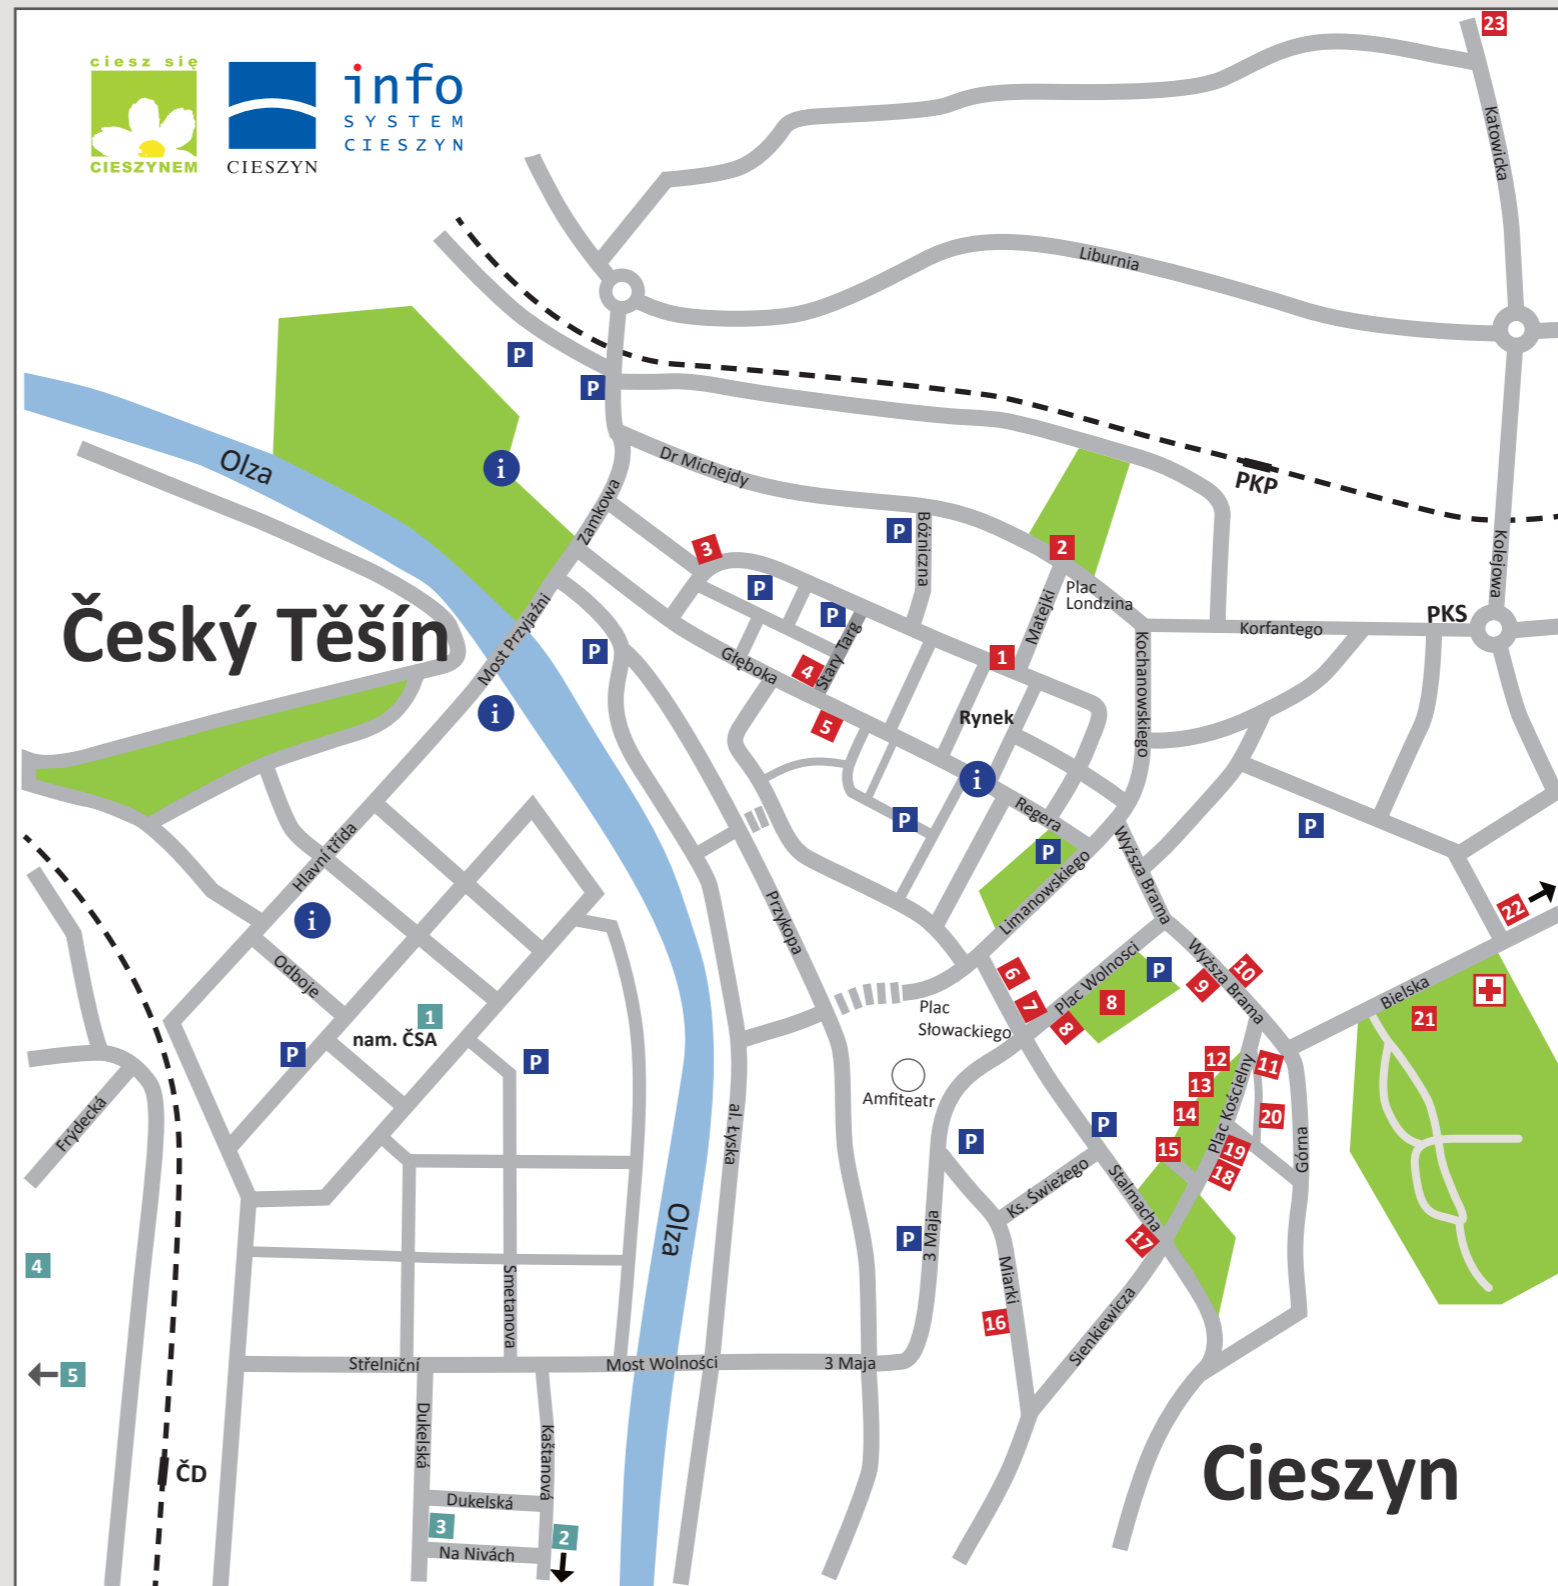 ciesz się
CIESZYNEM
CIESZYN
info
SYSTEM
CIESZYN
23
Katowicka
Liburnia
P
P
Olza
i
Zamkowa
Dr Michejdy
PKP
Kolejowa
3
P
Bóżniczna
2
Plac
Londzina
Matejki
P
P
Stary Targ
PKS
Korfantego
Český Těšín
Most Przyjaźni
P
Głęboka
4
5
1
Rynek
Kochanowskiego
i
i
Regera
P
P
P
Limanowskiego
Wyższa Brama
Hlavní třída
i
Przykopa
22
Odboje
6
7
Plac Wolnosci
P
8
8
Wyższa Brama
9
10
Bielska
21
1
nam. ČSA
P
P
Plac
Słowackiego
Amfiteatr
12
11
13
14
20
15
19
18
Plac Kościelny
Górna
Frýdecká
al. Łyska
P
P
Ks. Świeżego
Stalmacha
17
4
Olza
P
3 Maja
Miarki
16
Sienkiewicza
Smetanova
5
Střelniční
Most Wolności
3 Maja
Dukelská
Kaštanová
ČD
Dukelská
3
2
Na Nivách
Cieszyn